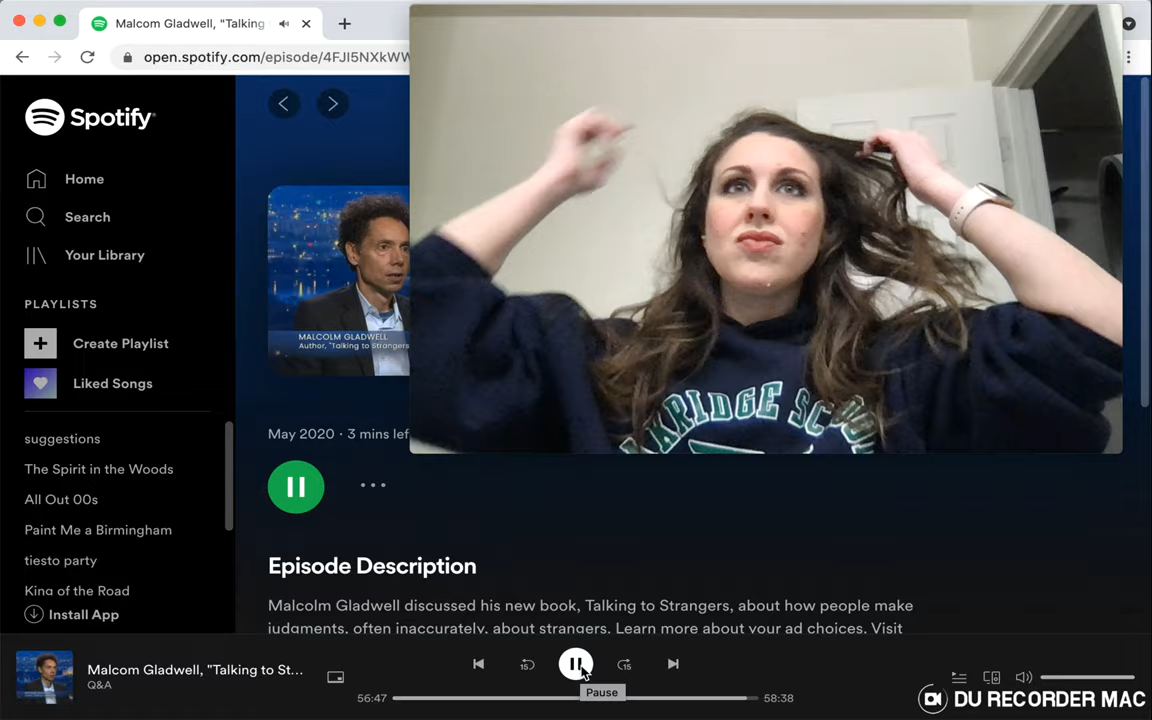 Malcom Gladwell, "Talking
open.spotify.com/episode/4FJI5NXkWW
Spotify
Home
Search
Your Library
PLAYLISTS
Create Playlist
Liked Songs
suggestions
The Spirit in the Woods
All Out 00s
Paint Me a Birmingham
tiesto party
King of the Road
Install App
MALCOLM GLADWELL
Author, "Talking to Strangers
May 2020 · 3 mins left
Episode Description
Malcolm Gladwell discussed his new book, Talking to Strangers, about how people make
judgments, often inaccurately, about strangers. Learn more about your ad choices. Visit
Malcom Gladwell, "Talking to St...
Q&A
15
15
Pause
56:47
58:38
DU RECORDER MAC